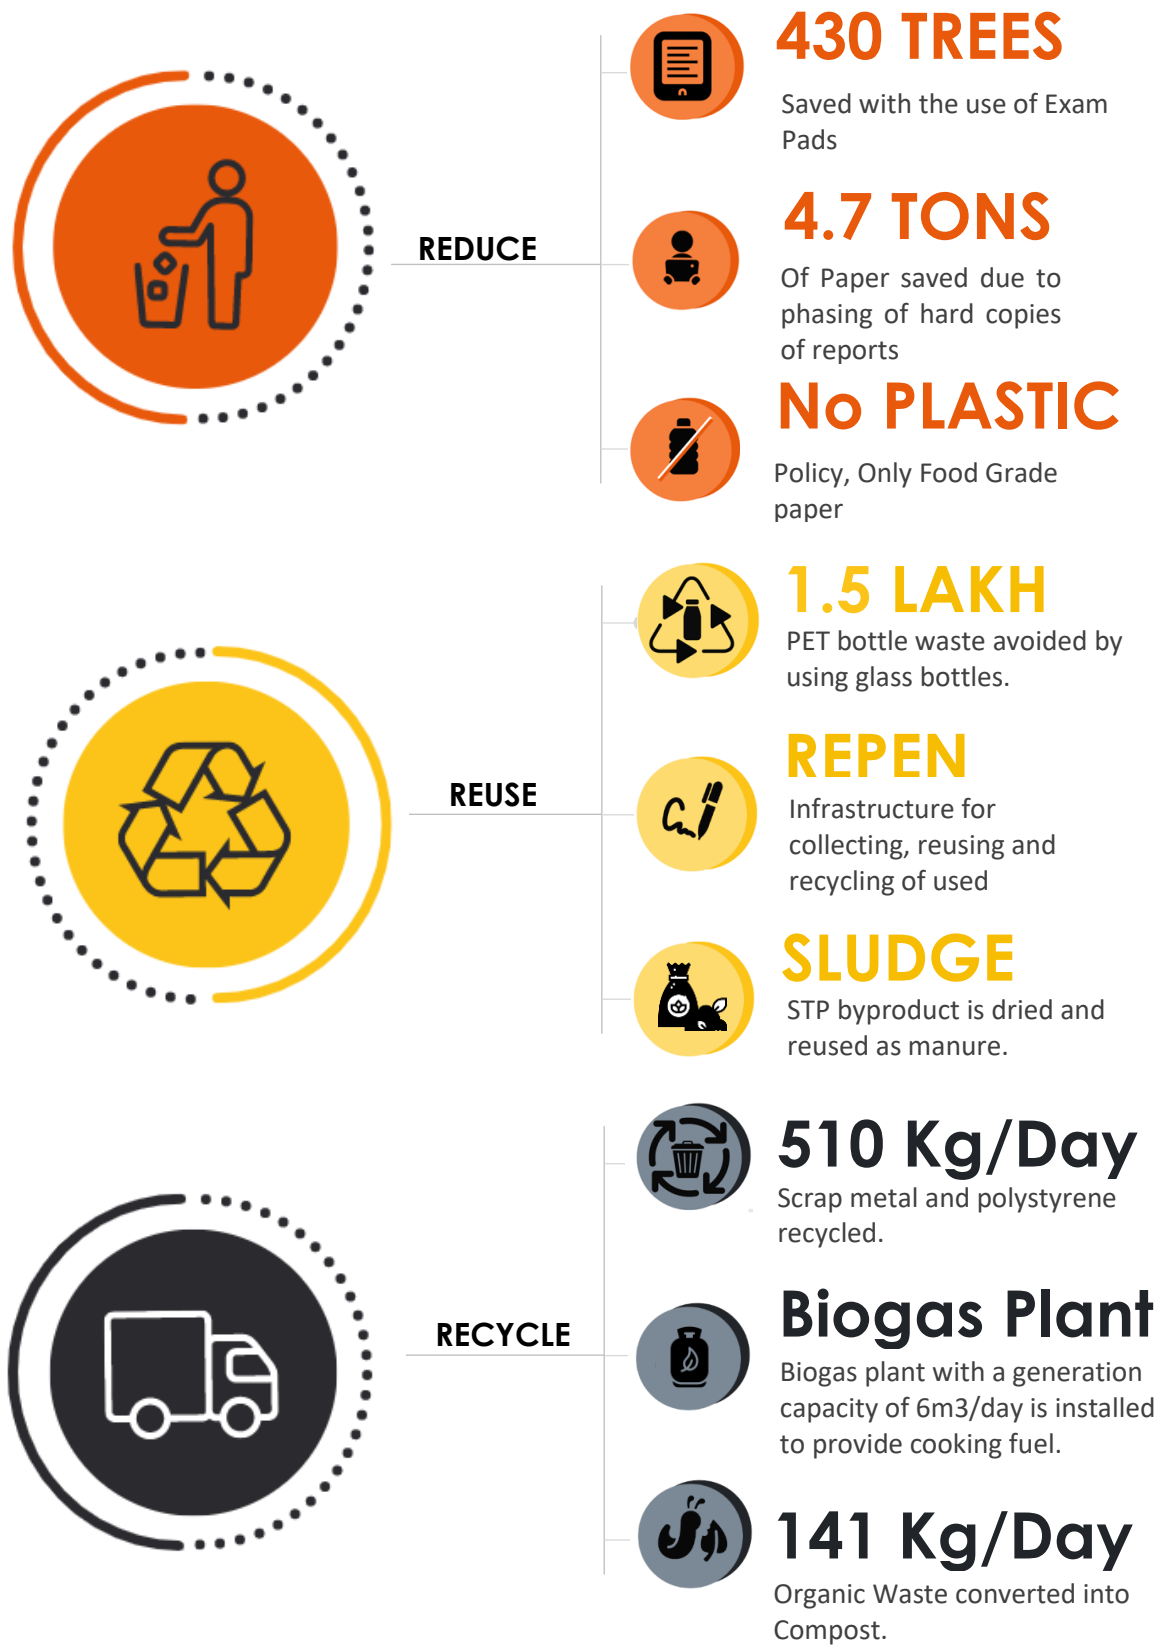 430 TREES
Saved with the use of Exam
Pads
REDUCE
4.7 TONS
Of Paper saved due to
phasing of hard copies
of reports
No PLASTIC
Policy, Only Food Grade
paper
1.5 LAKH
PET bottle waste avoided by
using glass bottles.
REUSE
REPEN
Infrastructure for
collecting, reusing and
recycling of used
SLUDGE
STP byproduct is dried and
reused as manure.
510 Kg/Day
Scrap metal and polystyrene
recycled.
RECYCLE
Biogas Plant
Biogas plant with a generation
capacity of 6m3/day is installed
to provide cooking fuel.
141 Kg/Day
Organic Waste converted into
Compost.